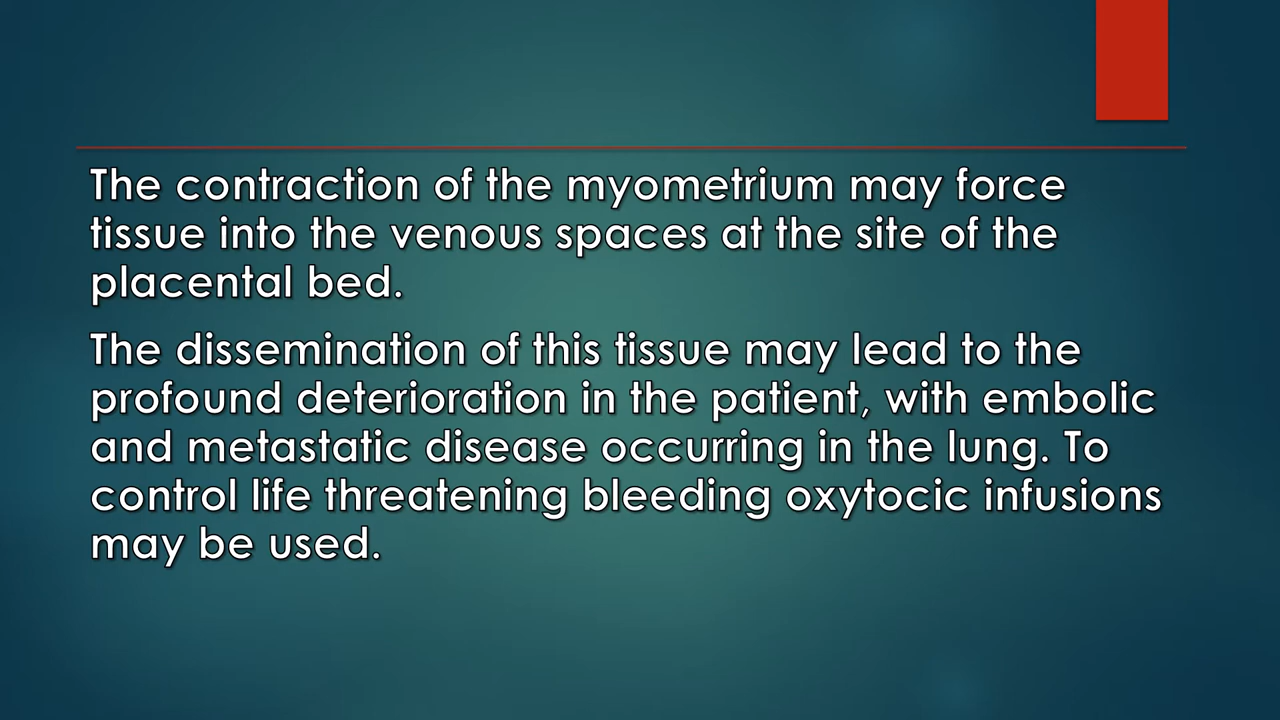 The contraction of the myometrium may force
tissue into the venous spaces at the site of the
placental bed.
The dissemination of this tissue may lead to the
profound deterioration in the patient, with embolic
and metastatic disease occurring in the lung. To
control life threatening bleeding oxytocic infusions
may be used.